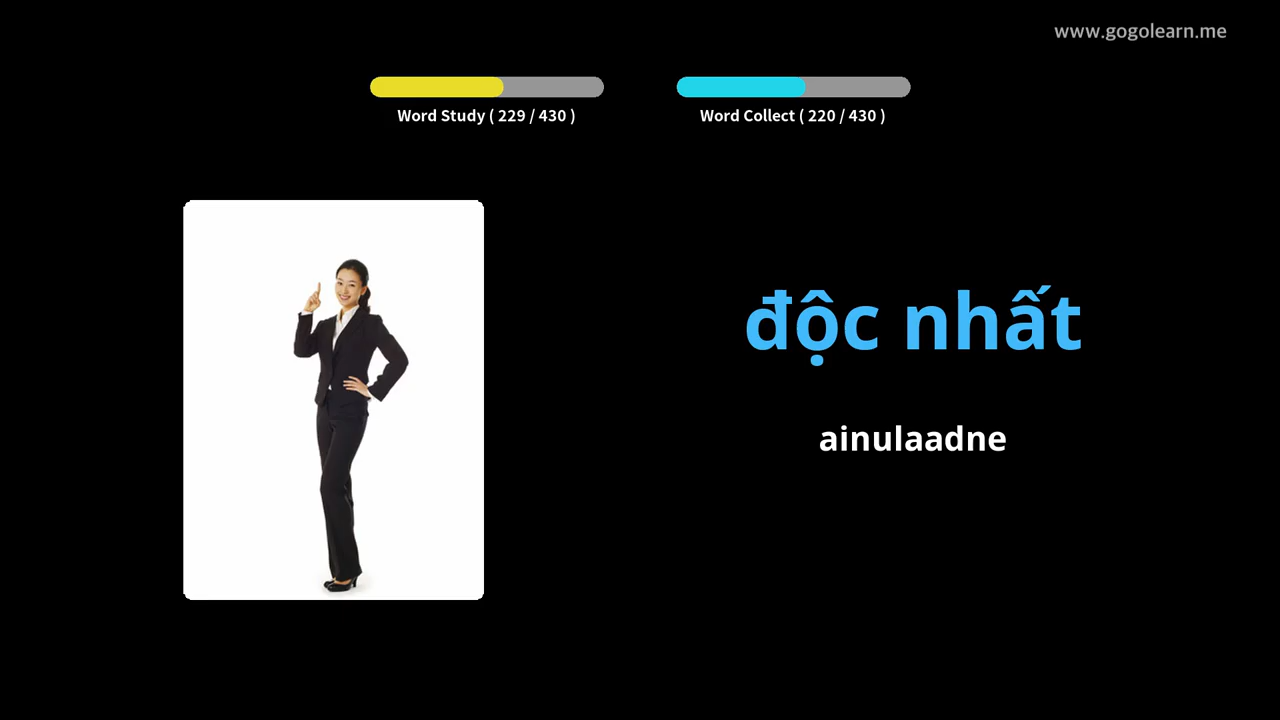 www.gogolearn.me
Word Study ( 229 / 430 )
Word Collect ( 220 / 430 )
độc nhất
ainulaadne